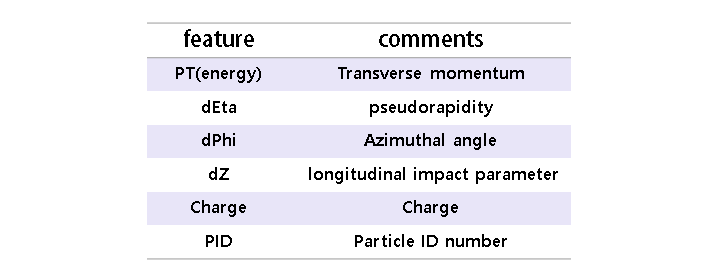 feature comments
PT(energy) Transverse momentum
dEta pseudorapidity
dPhi Azimuthal angle
dZ longitudinal impact parameter
Charge Charge
PID Particle ID number